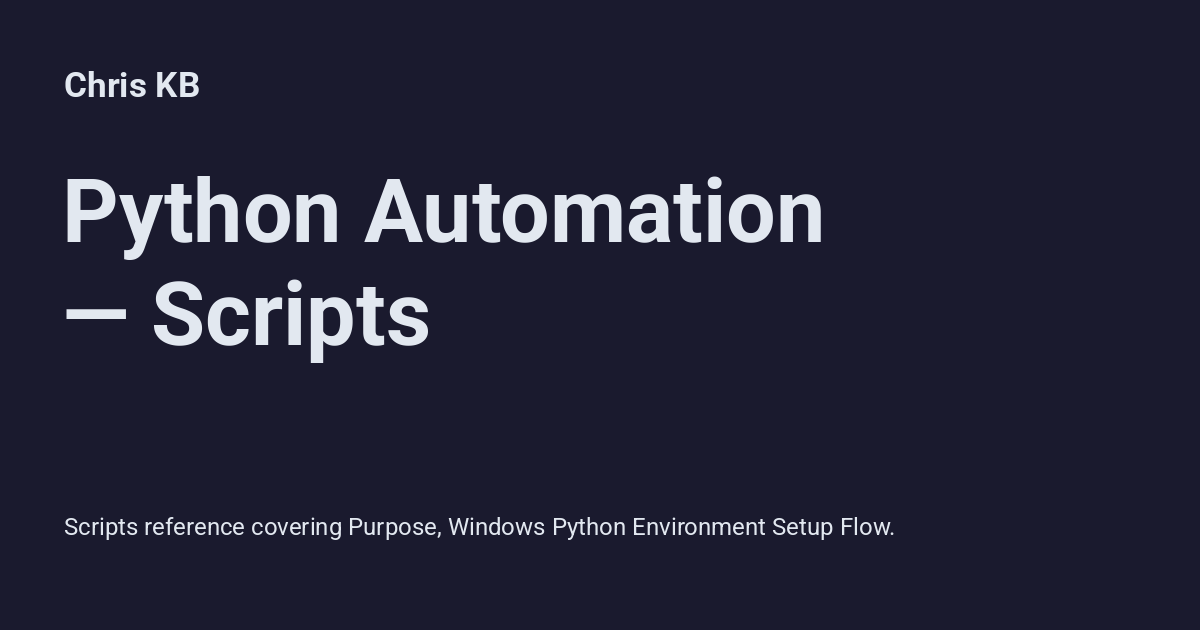 Chris KB
Python Automation
— Scripts
Scripts reference covering Purpose, Windows Python Environment Setup Flow.